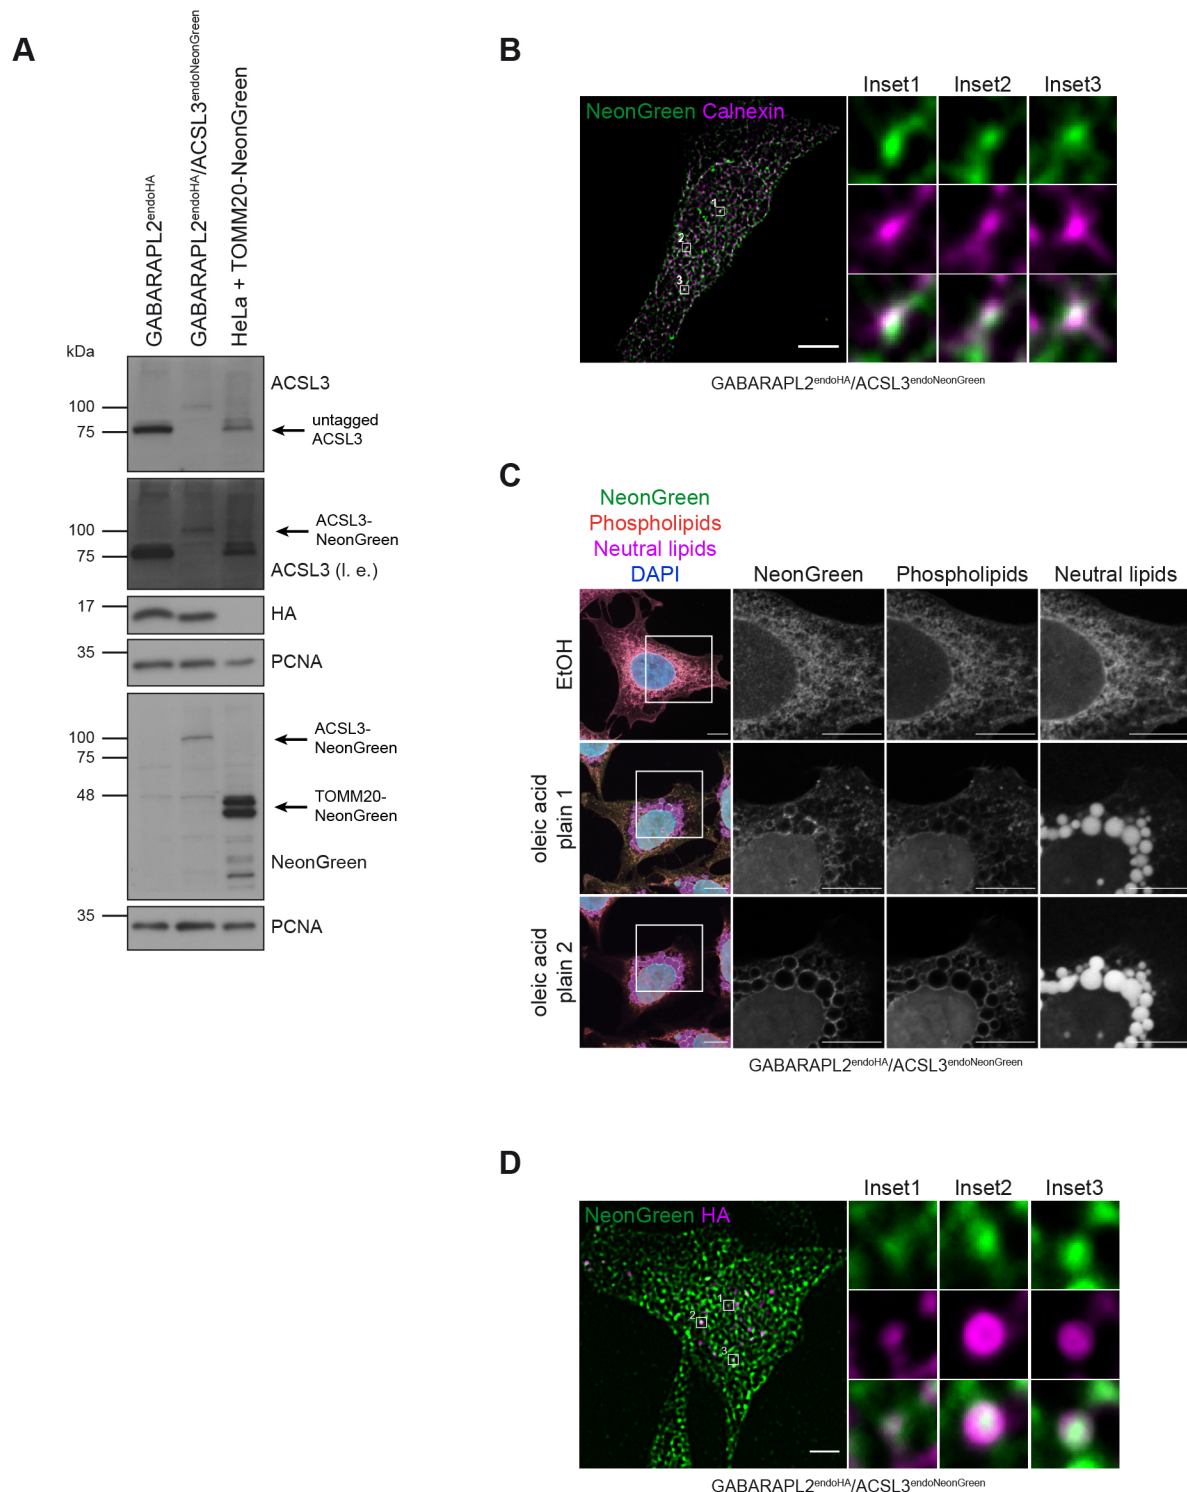 A
GABARAPL2endoHA
GABARAPL2endoHA/ACSL3endoNeonGreen
HeLa + TOMM20-NeonGreen
kDa
ACSL3
100
75
untagged
ACSL3
100
75
ACSL3-
NeonGreen
ACSL3 (l. e.)
17
HA
35
PCNA
100
75
48
ACSL3-
NeonGreen
TOMM20-
NeonGreen
NeonGreen
35
PCNA
B
Inset1 Inset2 Inset3
NeonGreen Calnexin
1
2
3
GABARAPL2endoHA/ACSL3endoNeonGreen
C
NeonGreen
Phospholipids
Neutral lipids
DAPI
NeonGreen Phospholipids Neutral lipids
EtOH
oleic acid
plain 1
oleic acid
plain 2
GABARAPL2endoHA/ACSL3endoNeonGreen
D
Inset1 Inset2 Inset3
NeonGreen HA
1
2
3
GABARAPL2endoHA/ACSL3endoNeonGreen